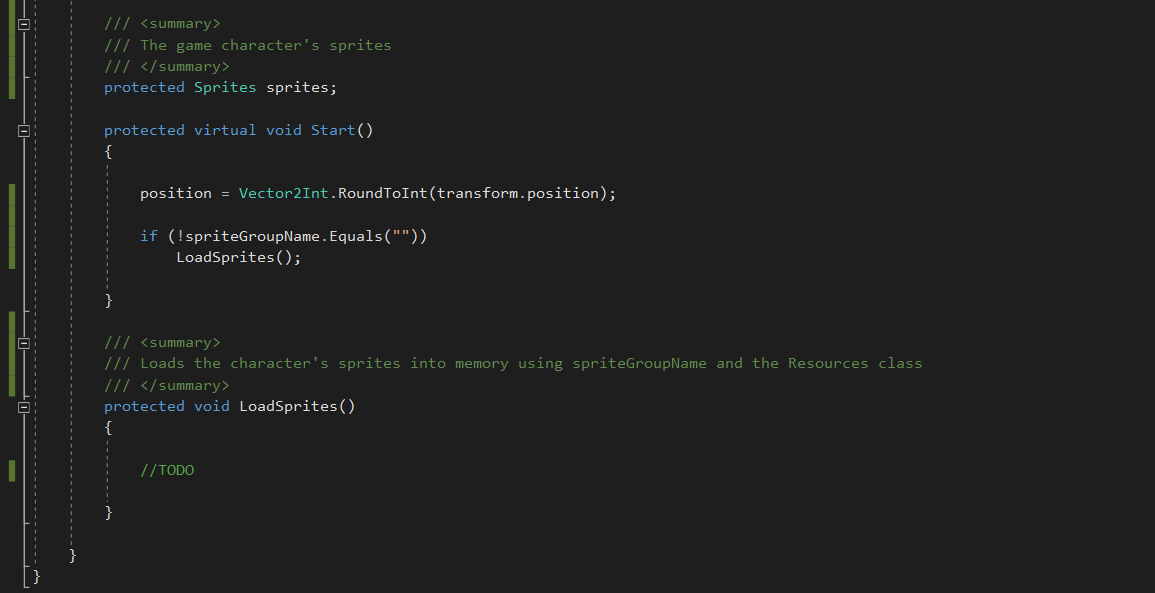 /// <summary>
/// The game character's sprites
/// </summary>
protected Sprites sprites;
protected virtual void Start()
{
position = Vector2Int.RoundToInt(transform.position);
if (!spriteGroupName.Equals(""))
LoadSprites();
}
/// <summary>
/// Loads the character's sprites into memory using spriteGroupName and the Resources class
/// </summary>
protected void LoadSprites()
{
//TODO
}
}
}